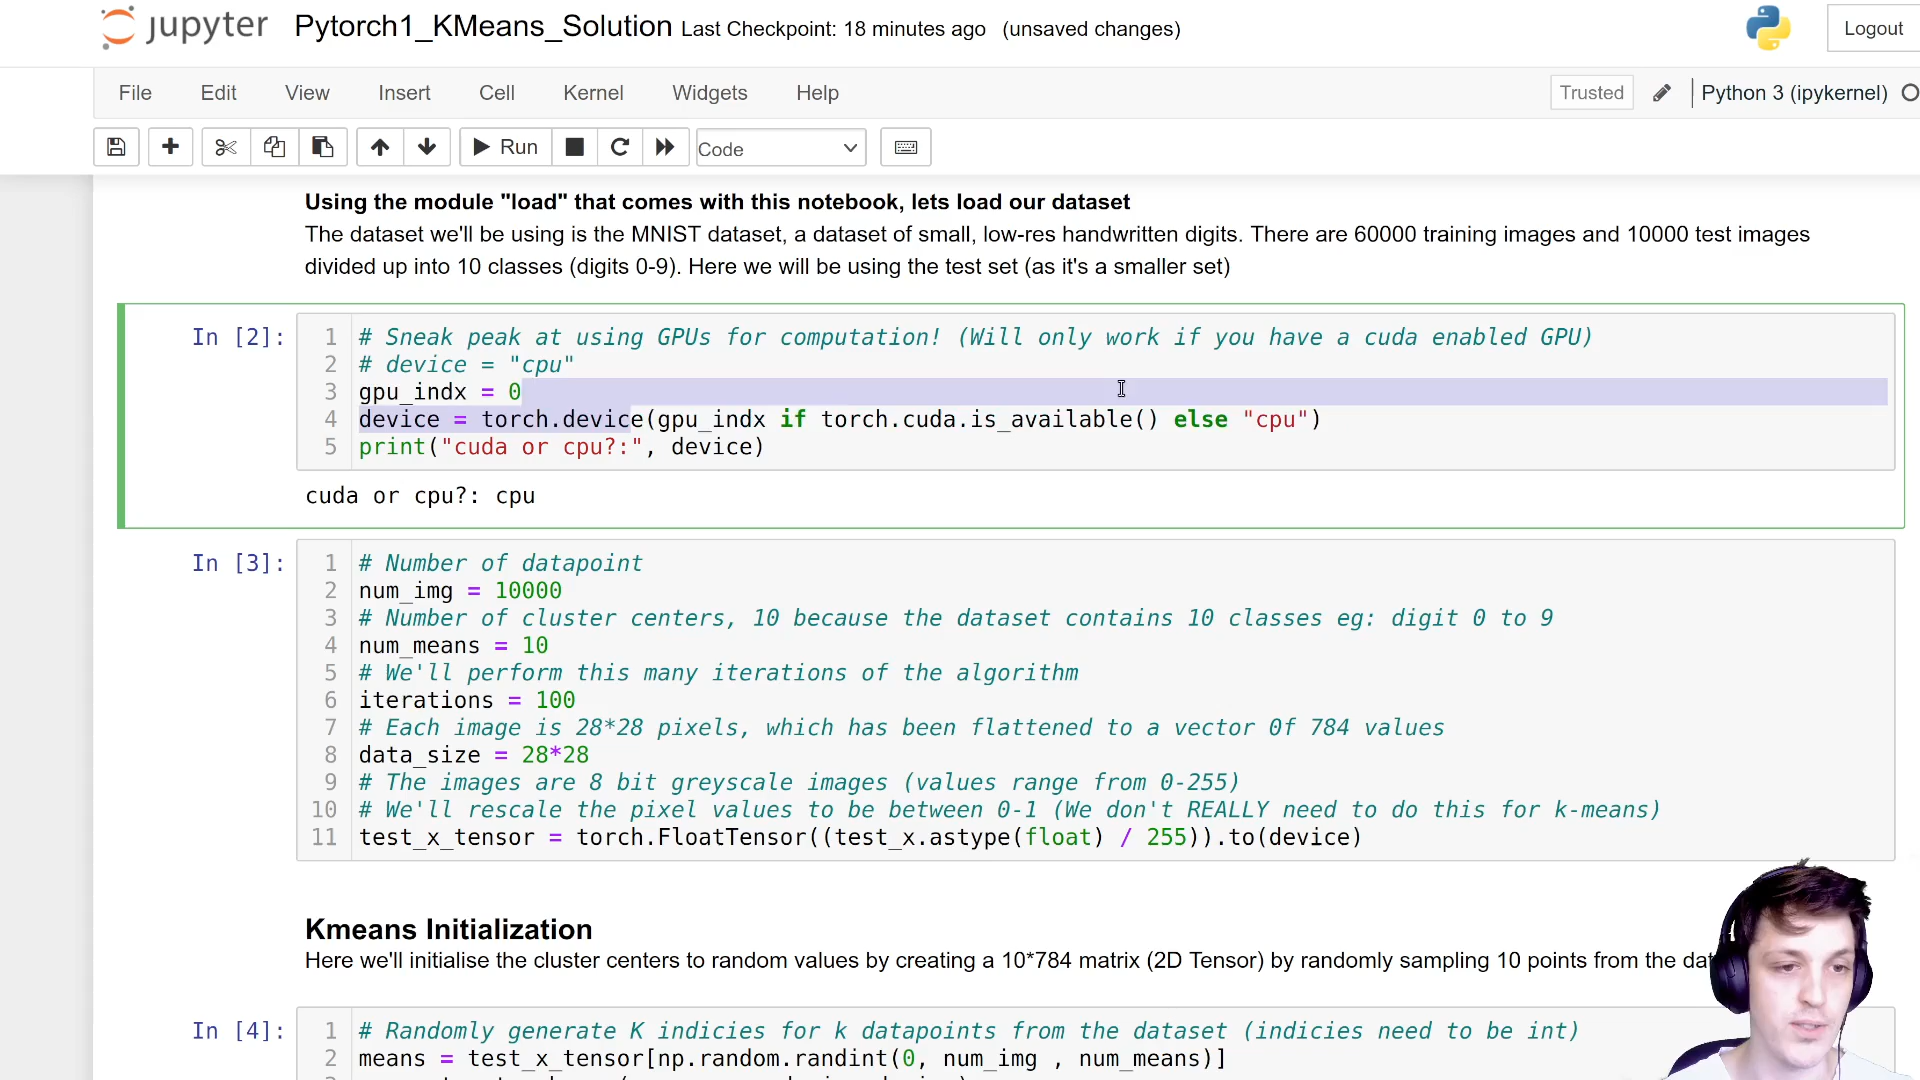 jupyter Pytorch1_KMeans_Solution Last Checkpoint: 18 minutes ago (unsaved changes) Logout
File Edit View Insert Cell Kernel Widgets Help Trusted Python 3 (ipykernel)
Run Code
Using the module "load" that comes with this notebook, lets load our dataset
The dataset we'll be using is the MNIST dataset, a dataset of small, low-res handwritten digits. There are 60000 training images and 10000 test images
divided up into 10 classes (digits 0-9). Here we will be using the test set (as it's a smaller set)
In [2]: 1 # Sneak peak at using GPUs for computation! (Will only work if you have a cuda enabled GPU)
2 # device = "cpu"
3 gpu_indx = 0
4 device = torch.device(gpu_indx if torch.cuda.is_available() else "cpu")
5 print("cuda or cpu?:", device)
cuda or cpu?: cpu
In [3]: 1 # Number of datapoint
2 num_img = 10000
3 # Number of cluster centers, 10 because the dataset contains 10 classes eg: digit 0 to 9
4 num_means = 10
5 # We'll perform this many iterations of the algorithm
6 iterations = 100
7 # Each image is 28*28 pixels, which has been flattened to a vector 0f 784 values
8 data_size = 28*28
9 # The images are 8 bit greyscale images (values range from 0-255)
10 # We'll rescale the pixel values to be between 0-1 (We don't REALLY need to do this for k-means)
11 test_x_tensor = torch.FloatTensor((test_x.astype(float) / 255)).to(device)
Kmeans Initialization
Here we'll initialise the cluster centers to random values by creating a 10*784 matrix (2D Tensor) by randomly sampling 10 points from the
In [4]: 1 # Randomly generate K indicies for k datapoints from the dataset (indicies need to be int)
2 means = test_x_tensor[np.random.randint(0, num_img , num_means)]